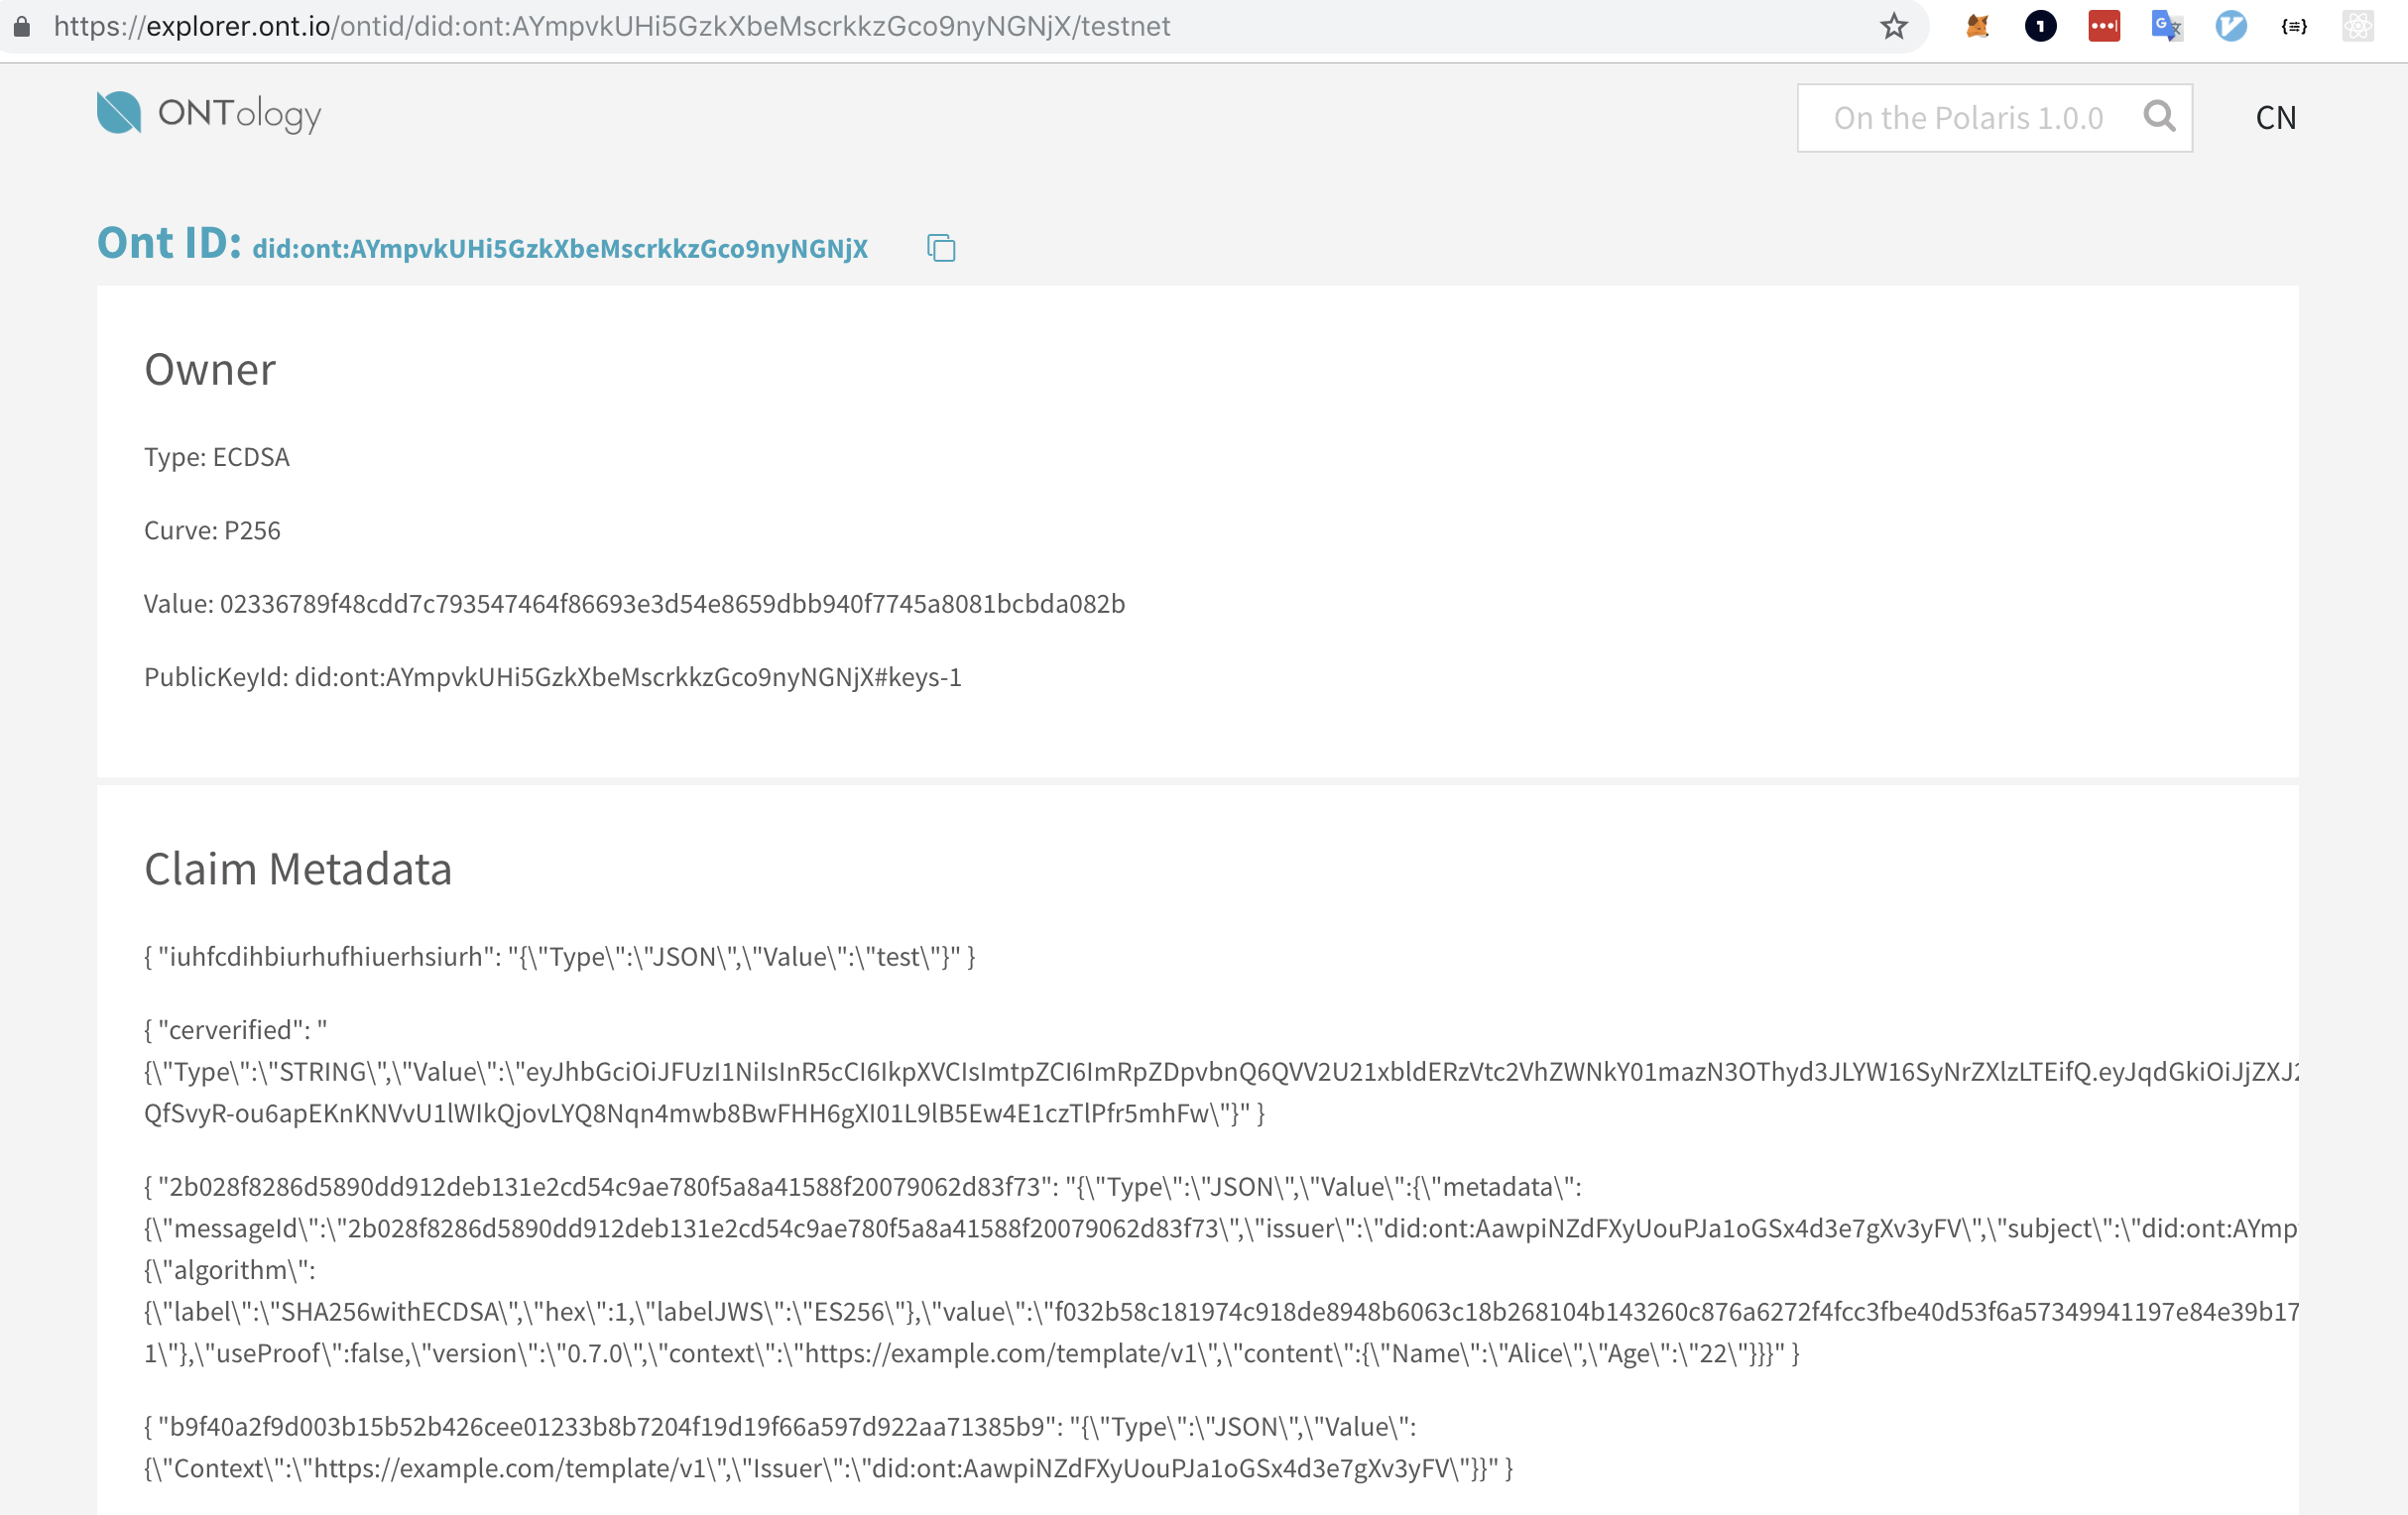 https://explorer.ont.io/ontid/did:ont:AYmpvkUHi5GzkXbeMscrkkzGco9nyNGNjX/testnet
ONTology
On the Polaris 1.0.0
CN
Ont ID: did:ont:AYmpvkUHi5GzkXbeMscrkkzGco9nyNGNjX
Owner
Type: ECDSA
Curve: P256
Value: 02336789f48cdd7c793547464f86693e3d54e8659dbb940f7745a8081bcbda082b
PublicKeyId: did:ont:AYmpvkUHi5GzkXbeMscrkkzGco9nyNGNjX#keys-1
Claim Metadata
{ "iuhfcdihbiurhufhiuerhsiurh": "{\"Type\":\"JSON\",\"Value\":\"test\"}" }
{ "cerverified": "
{\"Type\":\"STRING\",\"Value\":\"eyJhbGciOiJFUzI1NiIsInR5cCI6IkpXVCIsImtpZCI6ImRpZDpvbnQ6QVV2U21xbldERzVtc2VhZWNkY01mazN3OThyd3JLYW16SyNrZXlzLTEifQ.eyJqdGkiOiJjZXJ2
QfSvyR-ou6apEKnKNVvU1lWIkQjovLYQ8Nqn4mwb8BwFHH6gXI01L9lB5Ew4E1czTlPfr5mhFw\"}" }
{ "2b028f8286d5890dd912deb131e2cd54c9ae780f5a8a41588f20079062d83f73": "{\"Type\":\"JSON\",\"Value\":{\"metadata\":
{\"messageId\":\"2b028f8286d5890dd912deb131e2cd54c9ae780f5a8a41588f20079062d83f73\",\"issuer\":\"did:ont:AawpiNZdFXyUouPJa1oGSx4d3e7gXv3yFV\",\"subject\":\"did:ont:AYmp
{\"algorithm\":
{\"label\":\"SHA256withECDSA\",\"hex\":1,\"labelJWS\":\"ES256\"},\"value\":\"f032b58c181974c918de8948b6063c18b268104b143260c876a6272f4fcc3fbe40d53f6a57349941197e84e39b17
1\"},\"useProof\":false,\"version\":\"0.7.0\",\"context\":\"https://example.com/template/v1\",\"content\":{\"Name\":\"Alice\",\"Age\":\"22\"}}}" }
{ "b9f40a2f9d003b15b52b426cee01233b8b7204f19d19f66a597d922aa71385b9": "{\"Type\":\"JSON\",\"Value\":
{\"Context\":\"https://example.com/template/v1\",\"Issuer\":\"did:ont:AawpiNZdFXyUouPJa1oGSx4d3e7gXv3yFV\"}}" }